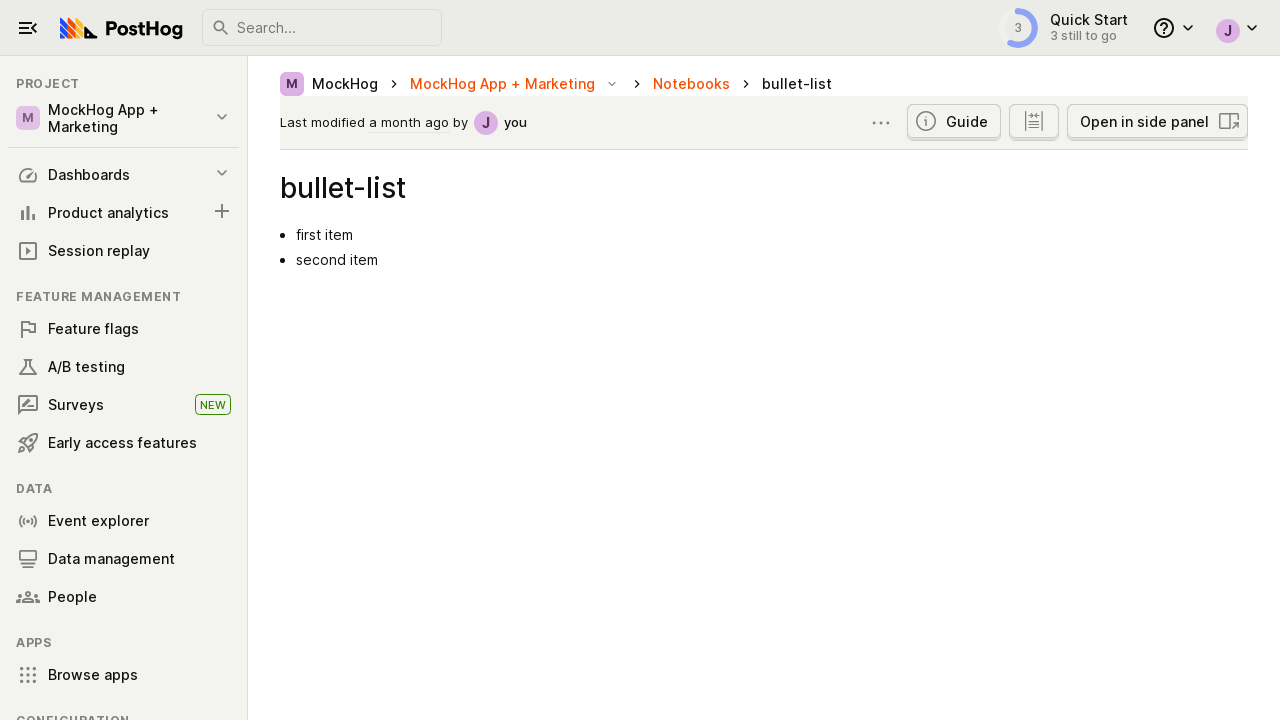 PostHog
Search...
3
Quick Start
3 still to go
J
PROJECT
M
MockHog App +
Marketing
Dashboards
Product analytics
Session replay
FEATURE MANAGEMENT
Feature flags
A/B testing
Surveys
NEW
Early access features
DATA
Event explorer
Data management
People
APPS
Browse apps
CONFIGURATION
M MockHog > MockHog App + Marketing > Notebooks > bullet-list
Last modified a month ago by J you
Guide
Open in side panel
bullet-list
• first item
• second item